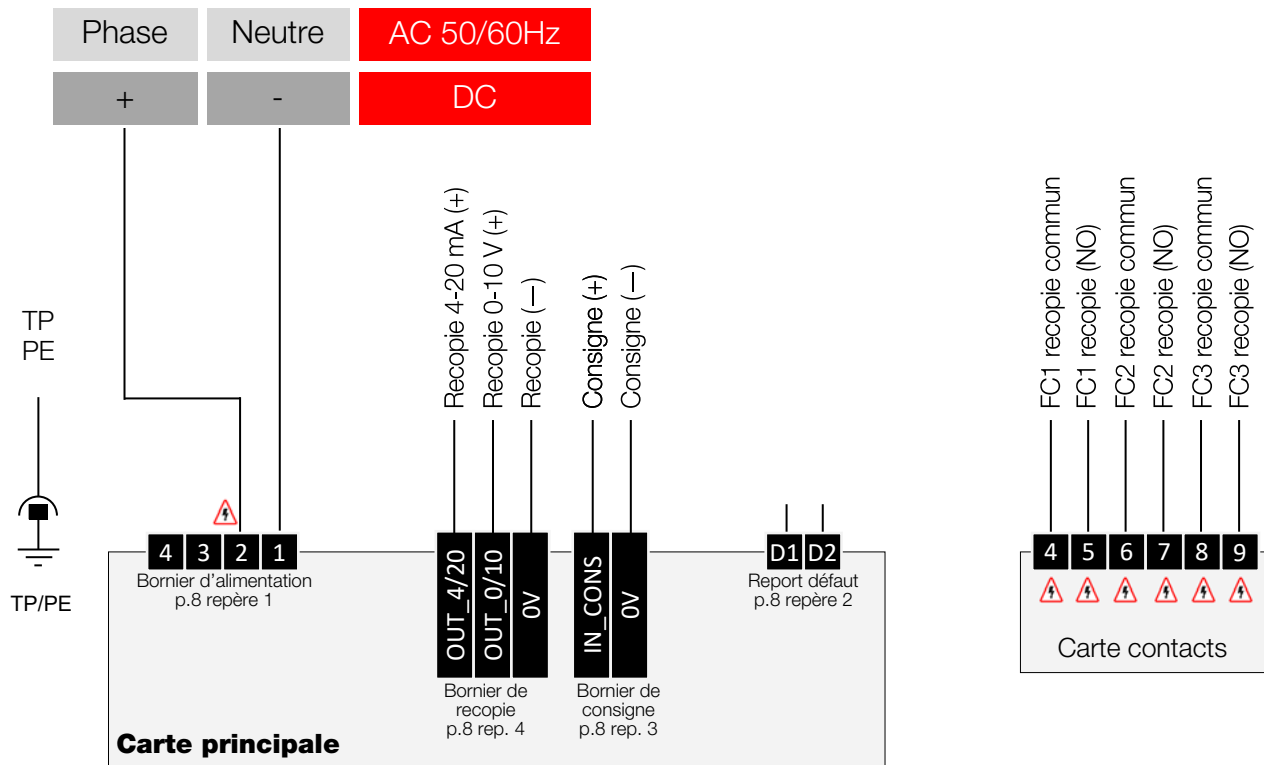 Phase Neutre AC 50/60Hz
+ - DC
TP
PE
TP/PE
Recopie 4-20 mA (+)
Recopie 0-10 V (+)
Recopie (—)
Consigne (+)
Consigne (—)
FC1 recopie commun
FC1 recopie (NO)
FC2 recopie commun
FC2 recopie (NO)
FC3 recopie commun
FC3 recopie (NO)
4 3 2 1
Bornier d'alimentation
p.8 repère 1
OUT_4/20
OUT_0/10
0V
Bornier de
recopie
p.8 rep. 4
IN_CONS
0V
Bornier de
consigne
p.8 rep. 3
D1 D2
Report défaut
p.8 repère 2
Carte principale
4 5 6 7 8 9
Carte contacts